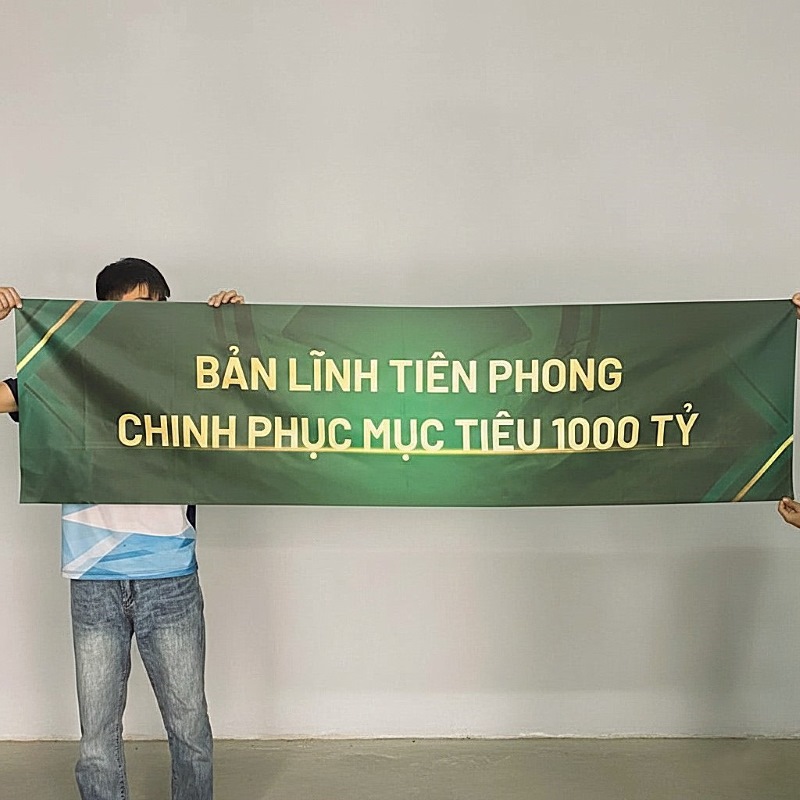 BẢN LĨNH TIÊN PHONG
CHINH PHỤC MỤC TIÊU 1000 TỶ